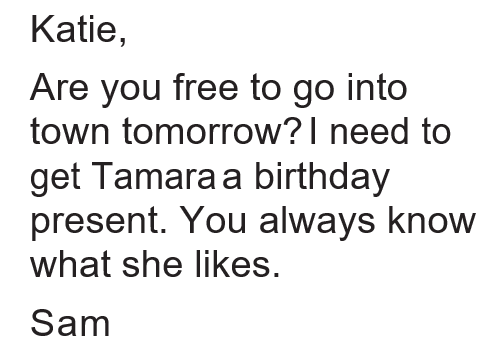 Katie,
Are you free to go into
town tomorrow? I need to
get Tamara a birthday
present. You always know
what she likes.
Sam